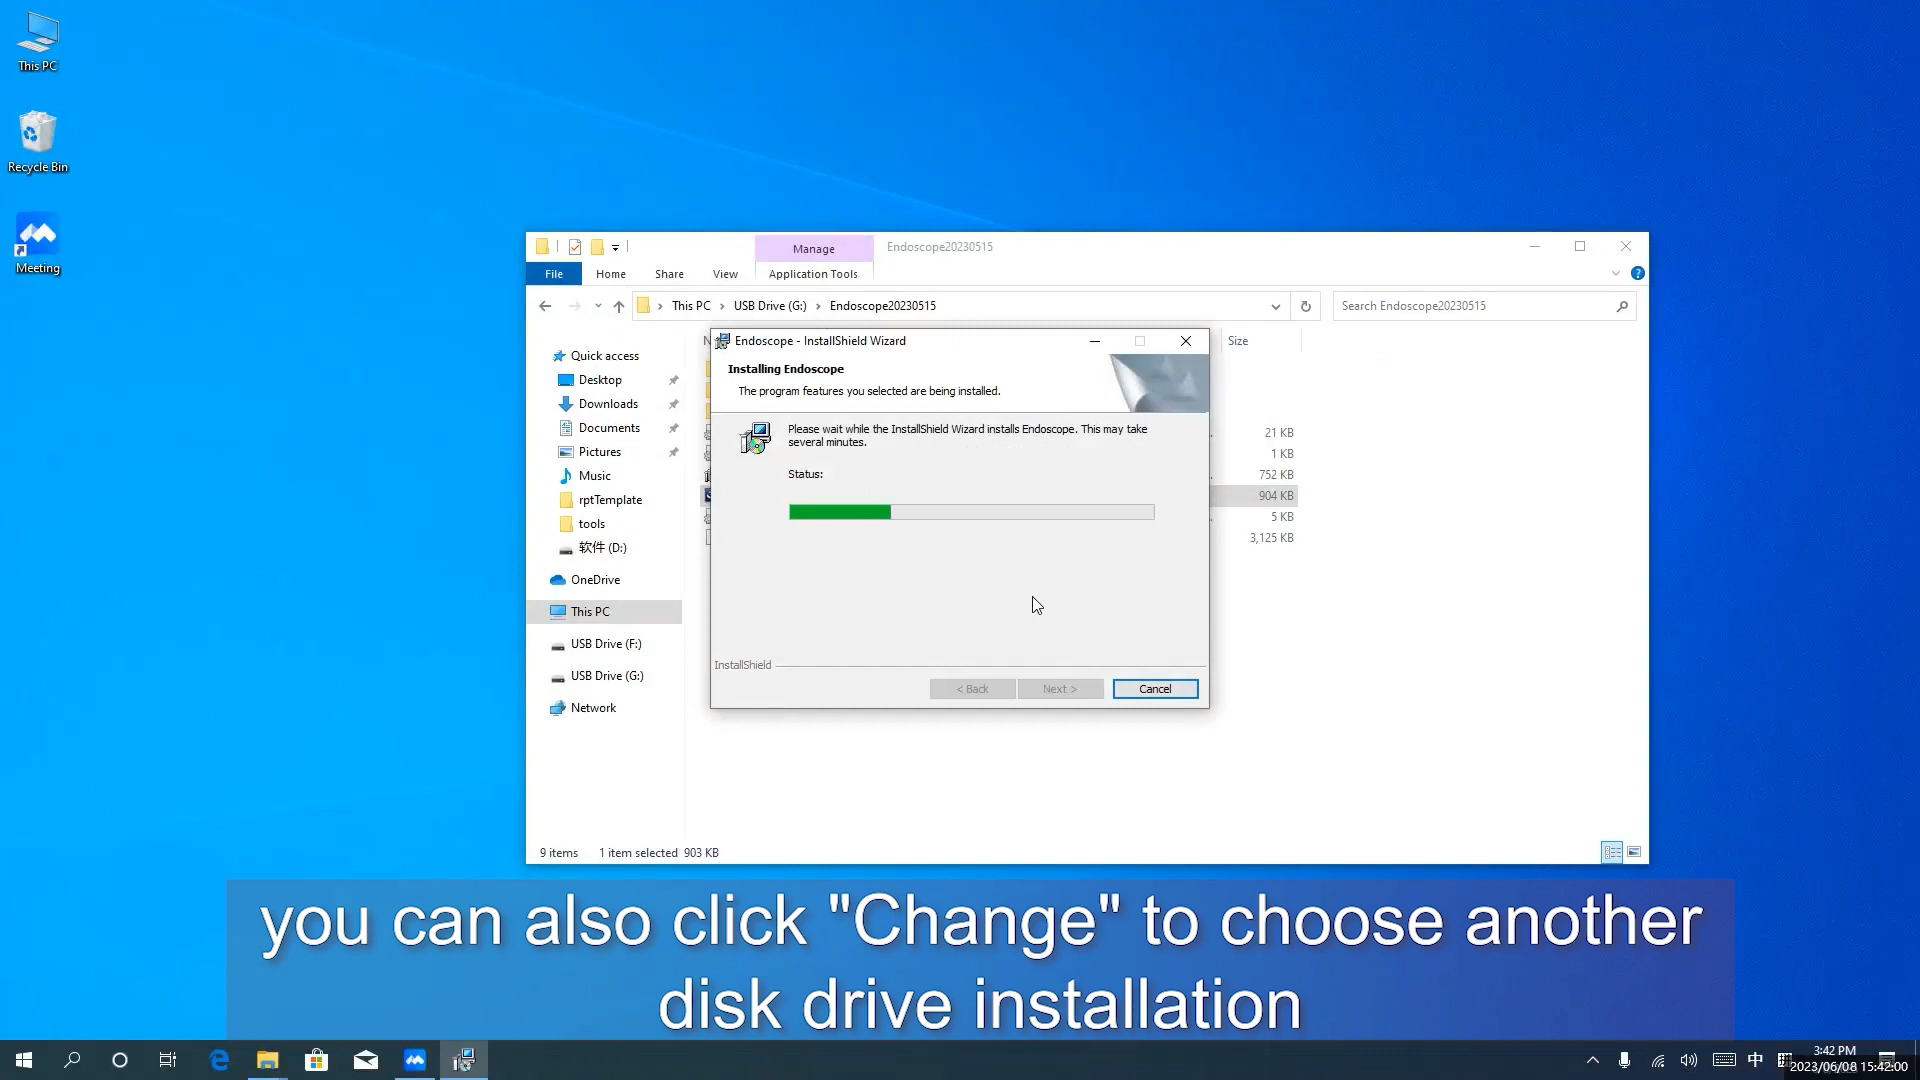 This PC
Recycle Bin
Meeting
Manage
Endoscope20230515
File
Home
Share
View
Application Tools
This PC
USB Drive (G:)
Endoscope20230515
Search Endoscope20230515
Quick access
Desktop
Downloads
Documents
Pictures
Music
rptTemplate
tools
软件 (D:)
OneDrive
This PC
USB Drive (F:)
USB Drive (G:)
Network
Size
21 KB
1 KB
752 KB
904 KB
5 KB
3,125 KB
Endoscope - InstallShield Wizard
Installing Endoscope
The program features you selected are being installed.
Please wait while the InstallShield Wizard installs Endoscope. This may take
several minutes.
Status:
InstallShield
< Back
Next >
Cancel
9 items
1 item selected 903 KB
you can also click "Change" to choose another
disk drive installation
中
3:42 PM
2023/06/08 15:42:00